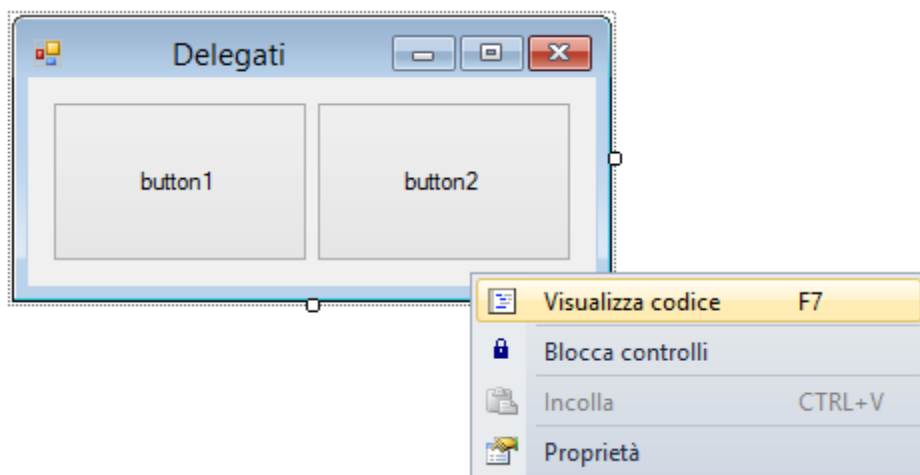 Delegati
button1
button2
Visualizza codice F7
Blocca controlli
Incolla CTRL+V
Proprietà